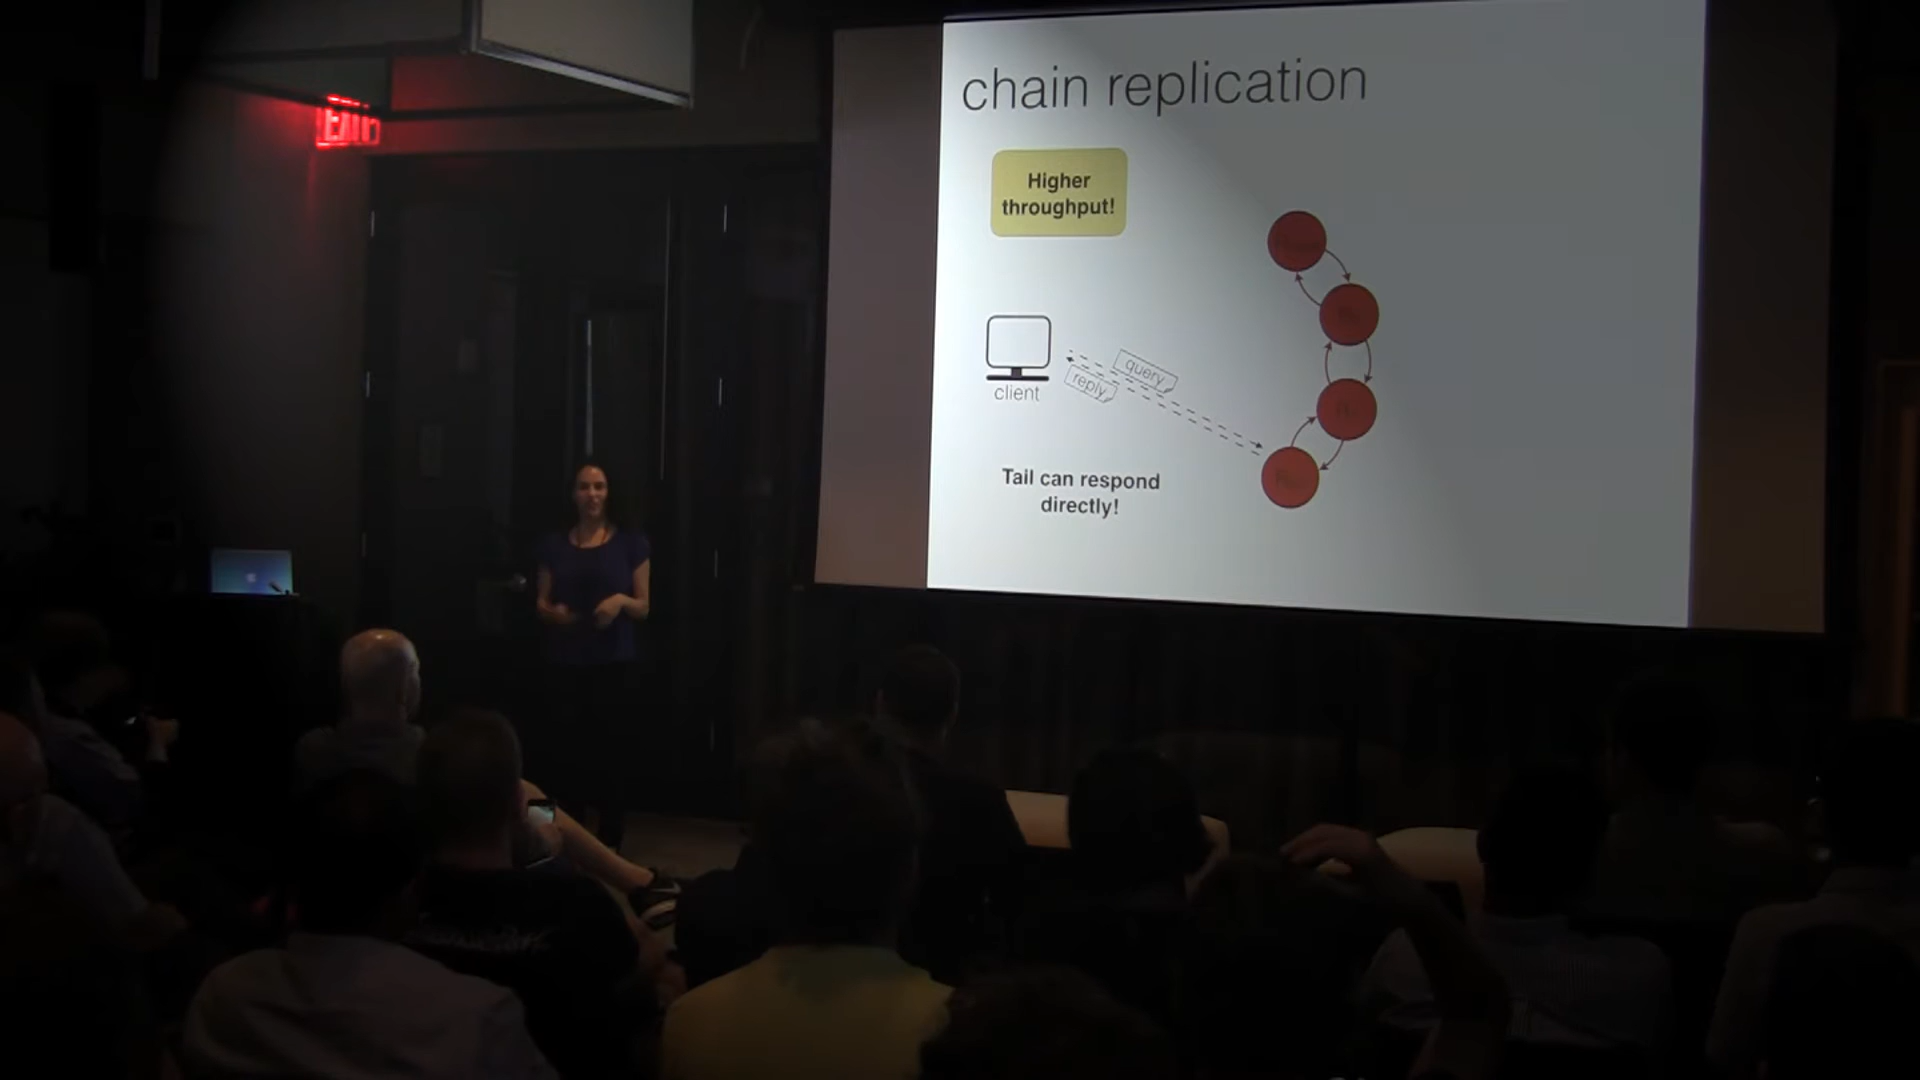 EXIT
chain replication
Higher
throughput!
query
reply
client
Tail can respond
directly!